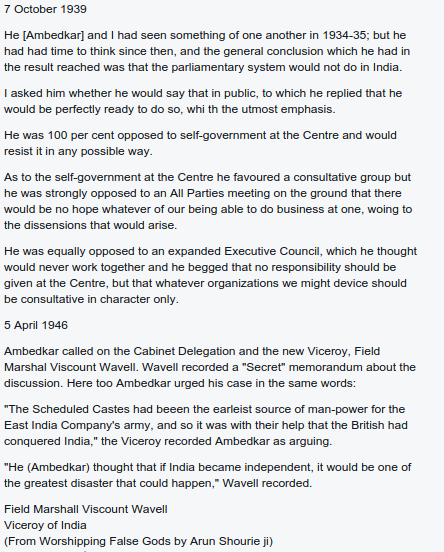 7 October 1939
He [Ambedkar] and I had seen something of one another in 1934-35; but he
had had time to think since then, and the general conclusion which he had in
the result reached was that the parliamentary system would not do in India.
I asked him whether he would say that in public, to which he replied that he
would be perfectly ready to do so, whi th the utmost emphasis.
He was 100 per cent opposed to self-government at the Centre and would
resist it in any possible way.
As to the self-government at the Centre he favoured a consultative group but
he was strongly opposed to an All Parties meeting on the ground that there
would be no hope whatever of our being able to do business at one, woing to
the dissensions that would arise.
He was equally opposed to an expanded Executive Council, which he thought
would never work together and he begged that no responsibility should be
given at the Centre, but that whatever organizations we might device should
be consultative in character only.
5 April 1946
Ambedkar called on the Cabinet Delegation and the new Viceroy, Field
Marshal Viscount Wavell. Wavell recorded a "Secret" memorandum about the
discussion. Here too Ambedkar urged his case in the same words:
"The Scheduled Castes had beeen the earleist source of man-power for the
East India Company's army, and so it was with their help that the British had
conquered India," the Viceroy recorded Ambedkar as arguing.
"He (Ambedkar) thought that if India became independent, it would be one of
the greatest disaster that could happen," Wavell recorded.
Field Marshall Viscount Wavell
Viceroy of India
(From Worshipping False Gods by Arun Shourie ji)